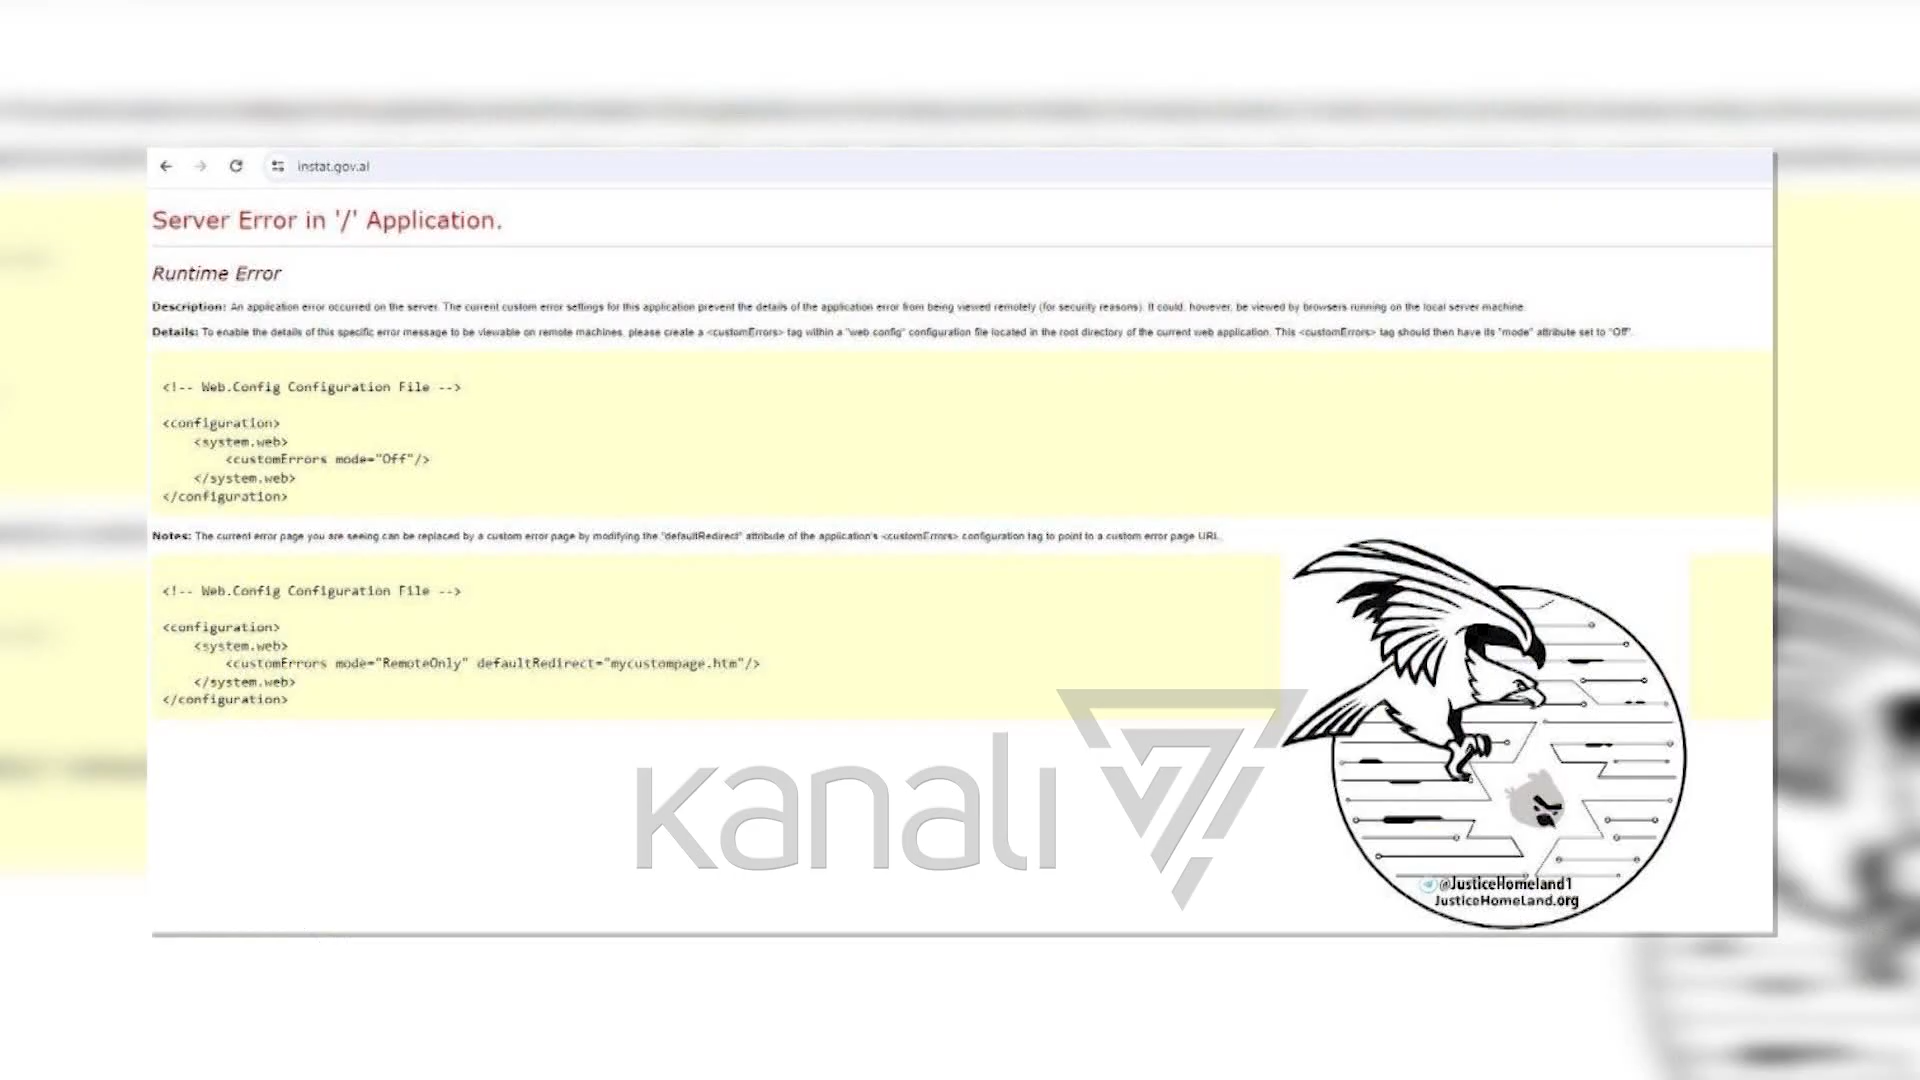 instat.gov.al
Server Error in '/' Application.
Runtime Error
Description: An application error occurred on the server. The current custom error settings for this application prevent the details of the application error from being viewed remotely (for security reasons). It could, however, be viewed by browsers running on the local server machine.
Details: To enable the details of this specific error message to be viewable on remote machines, please create a <customErrors> tag within a "web.config" configuration file located in the root directory of the current web application. This <customErrors> tag should then have its "mode" attribute set to "Off".
<!-- Web.Config Configuration File -->
<configuration>
<system.web>
<customErrors mode="Off"/>
</system.web>
</configuration>
Notes: The current error page you are seeing can be replaced by a custom error page by modifying the "defaultRedirect" attribute of the application's <customErrors> configuration tag to point to a custom error page URL.
<!-- Web.Config Configuration File -->
<configuration>
<system.web>
<customErrors mode="RemoteOnly" defaultRedirect="mycustompage.htm"/>
</system.web>
</configuration>
kanali 7
@JusticeHomeland1
JusticeHomeLand.org